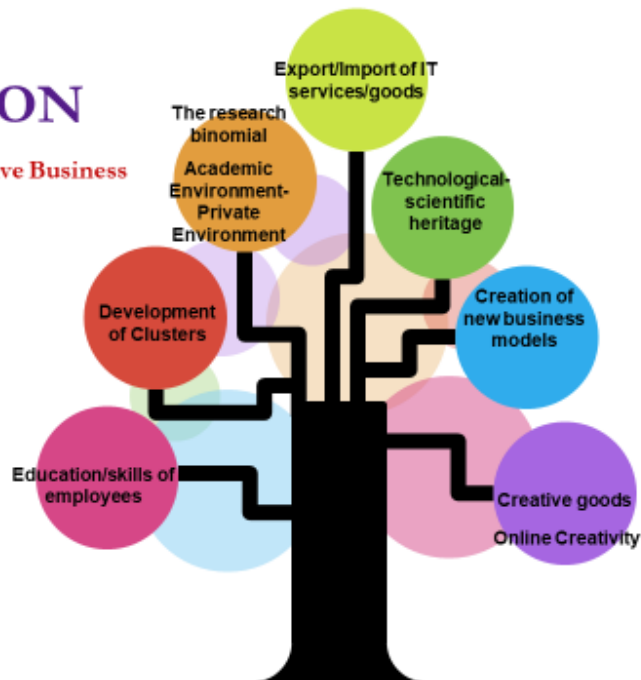 ON
ve Business
Export/Import of IT
services/goods
The research
binomial
Academic
Environment-
Private
Environment
Technological-
scientific
heritage
Development
of Clusters
Creation of
new business
models
Education/skills of
employees
Creative goods
Online Creativity